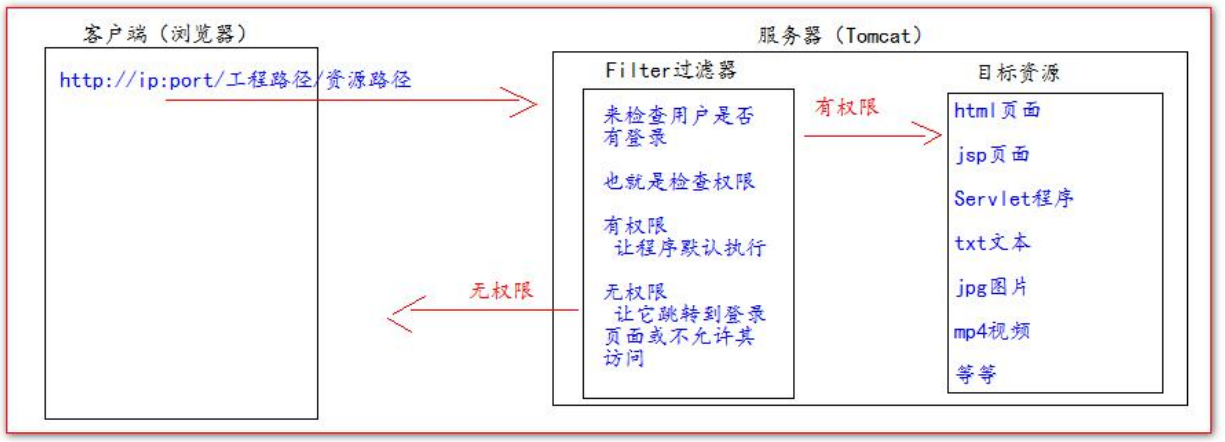 客户端（浏览器）
http://ip:port/工程路径/资源路径
服务器（Tomcat）
Filter过滤器
来检查用户是否
有登录
也就是检查权限
有权限
让程序默认执行
无权限
让它跳转到登录
页面或不允许其
访问
有权限
无权限
目标资源
html页面
jsp页面
Servlet程序
txt文本
jpg图片
mp4视频
等等